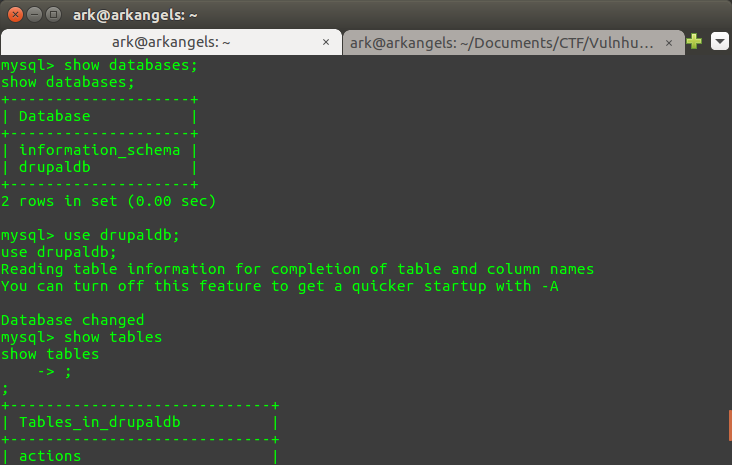 ark@arkangels: ~
ark@arkangels: ~ × ark@arkangels: ~/Documents/CTF/Vulnhu... ×
mysql> show databases;
show databases;
+--------------------+
| Database           |
+--------------------+
| information_schema |
| drupaldb           |
+--------------------+
2 rows in set (0.00 sec)

mysql> use drupaldb;
use drupaldb;
Reading table information for completion of table and column names
You can turn off this feature to get a quicker startup with -A

Database changed
mysql> show tables
show tables
    -> ;
;
+-----------------------------+
| Tables_in_drupaldb          |
+-----------------------------+
| actions                     |